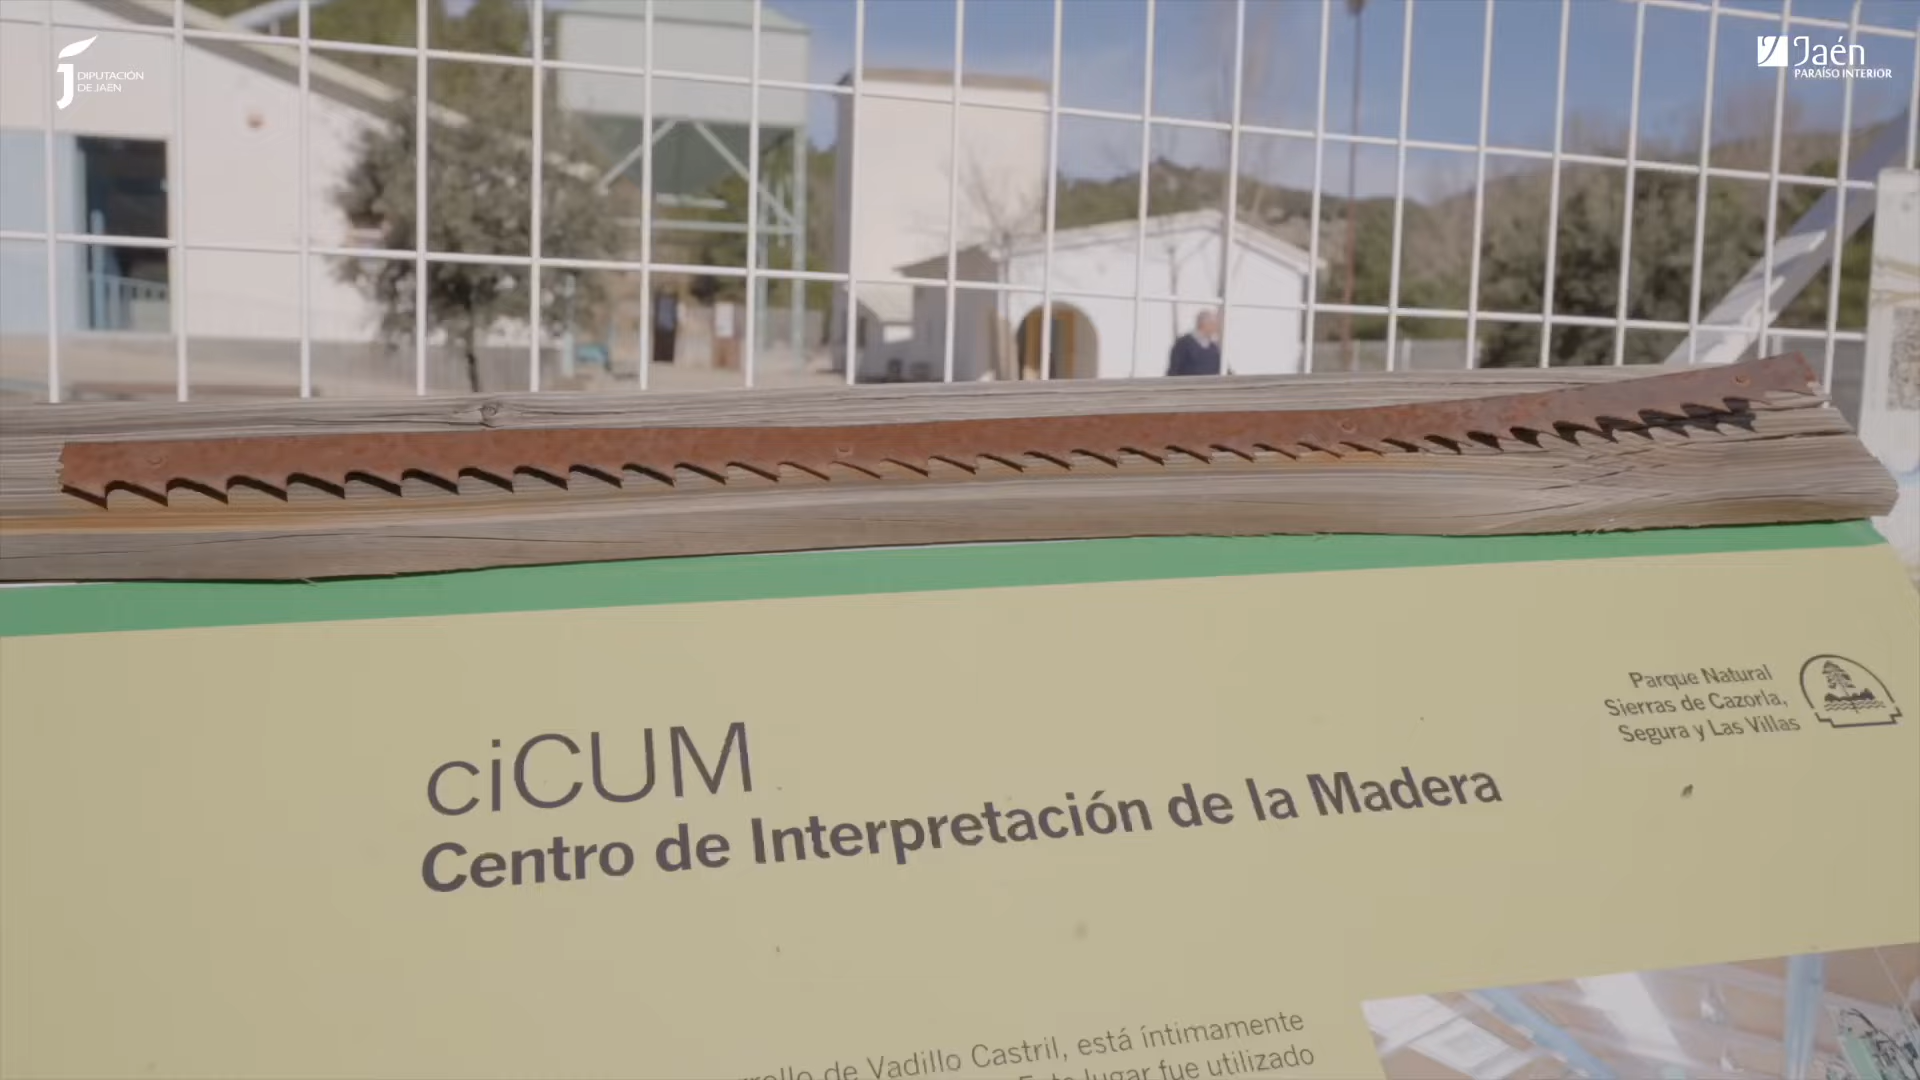 DIPUTACIÓN
DE JAÉN
Jaén
PARAÍSO INTERIOR
Parque Natural
Sierras de Cazorla,
Segura y Las Villas
ciCUM
Centro de Interpretación de la Madera
de Vadillo Castril, está íntimamente
lugar fue utilizado